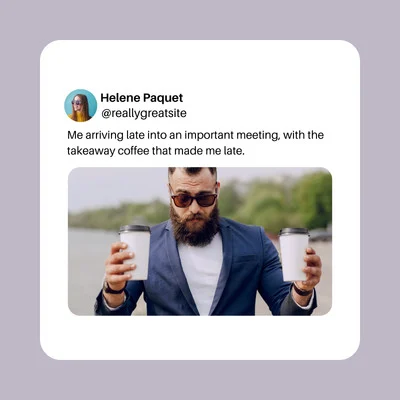 Helene Paquet
@reallygreatsite
Me arriving late into an important meeting, with the
takeaway coffee that made me late.